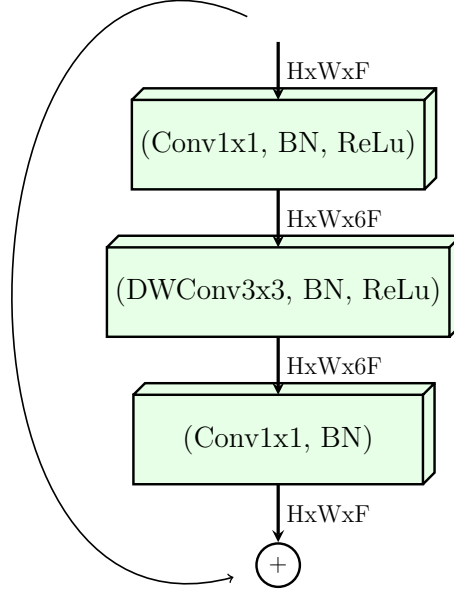 HxWxF
(Conv1x1, BN, ReLu)
HxWx6F
(DWConv3x3, BN, ReLu)
HxWx6F
(Conv1x1, BN)
HxWxF
+